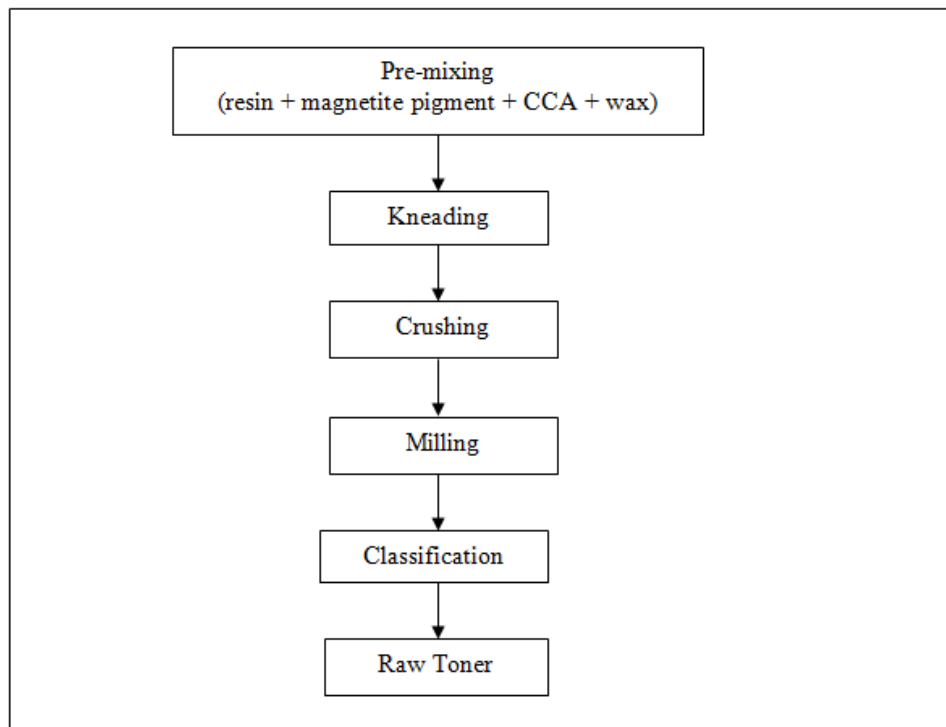 Pre-mixing
(resin + magnetite pigment + CCA + wax)
Kneading
Crushing
Milling
Classification
Raw Toner